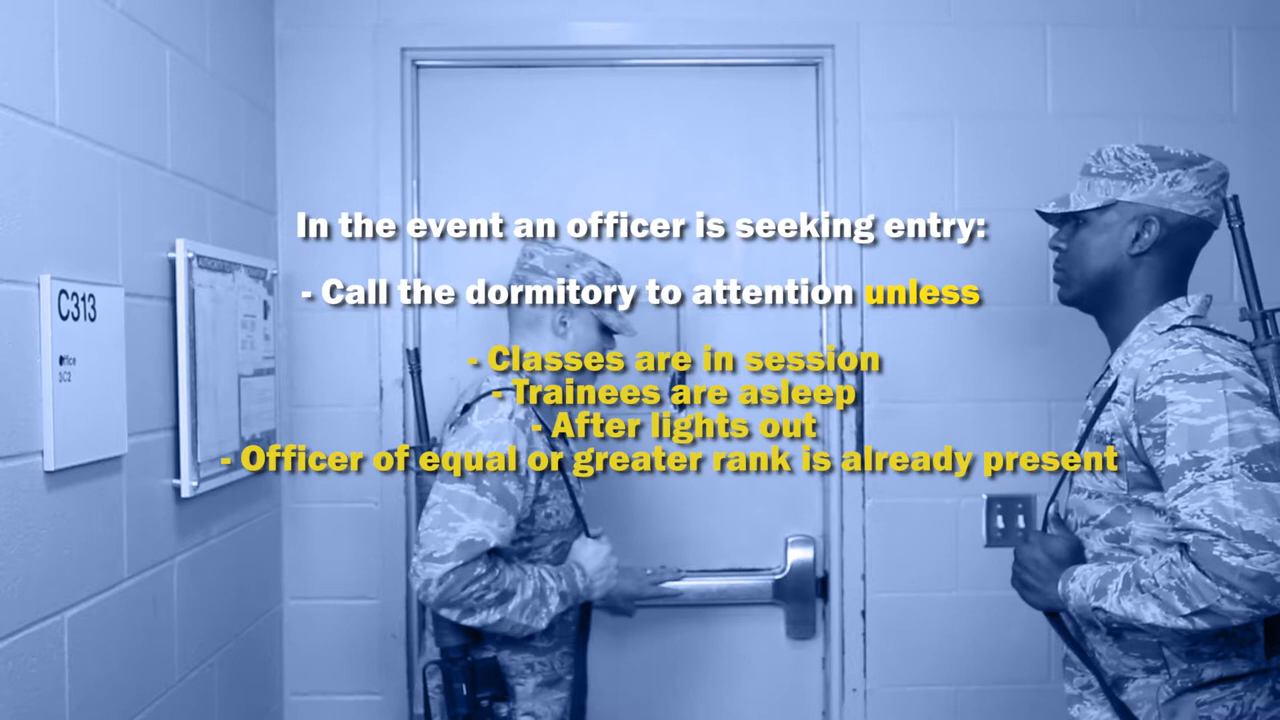 In the event an officer is seeking entry:
- Call the dormitory to attention unless
- Classes are in session
- Trainees are asleep
- After lights out
- Officer of equal or greater rank is already present
C313
Office